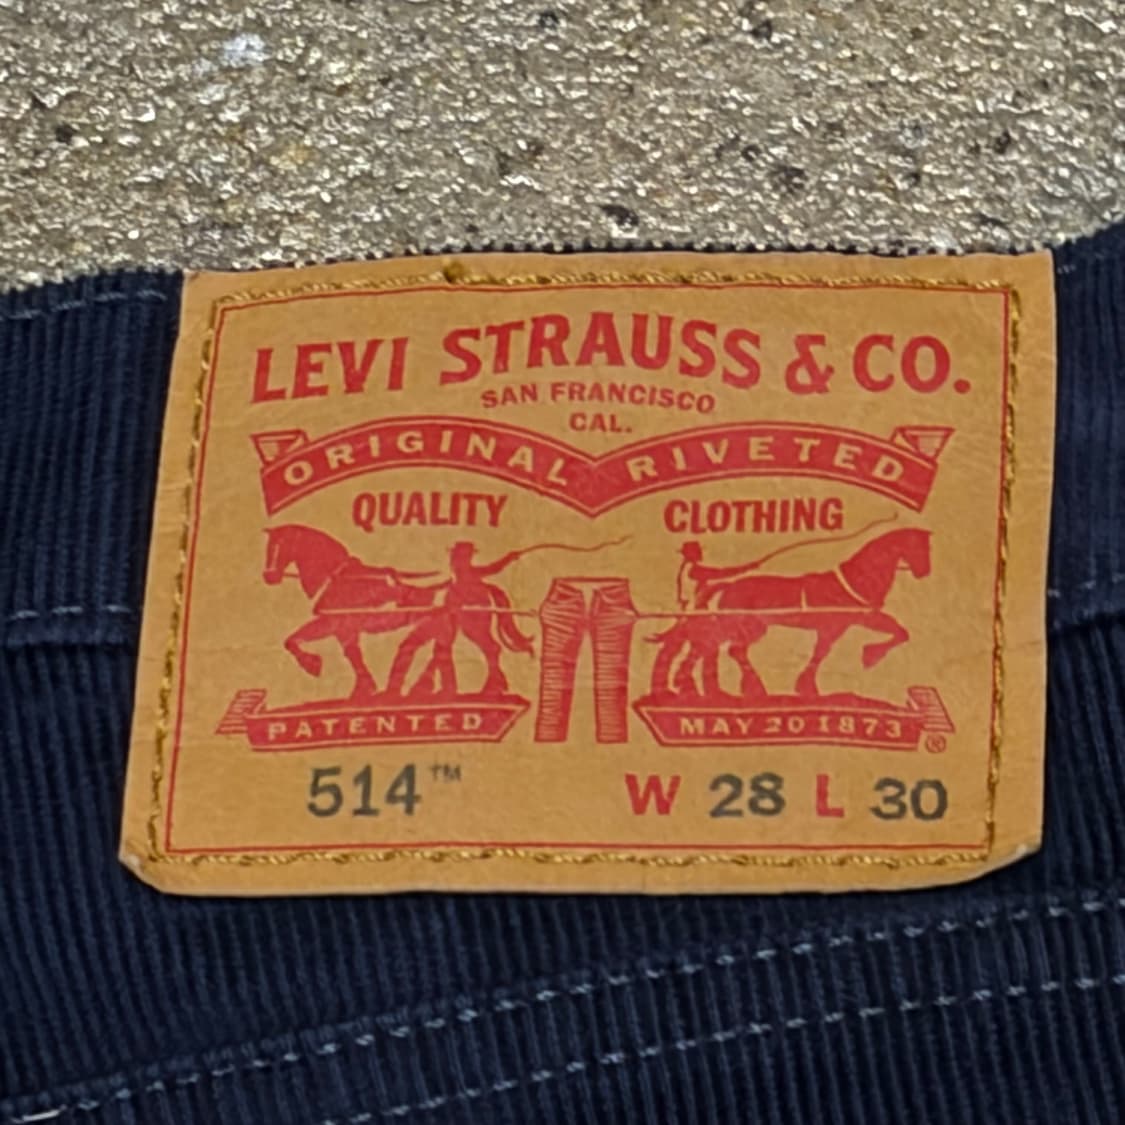 LEVI STRAUSS & CO.
SAN FRANCISCO
CAL.
ORIGINAL RIVETED
QUALITY CLOTHING
PATENTED MAY 20 1873 ®
514™ W 28 L 30